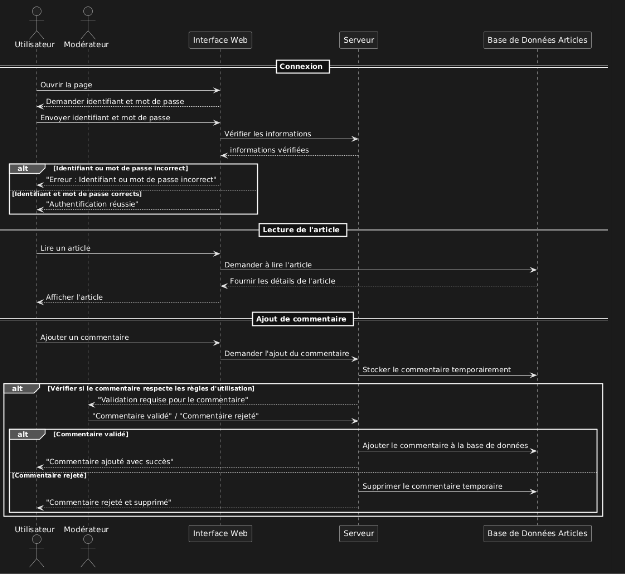 Utilisateur
Modérateur
Interface Web
Serveur
Base de Données Articles
Connexion
Ouvrir la page
Demander identifiant et mot de passe
Envoyer identifiant et mot de passe
Vérifier les informations
informations vérifiées
alt
[Identifiant ou mot de passe incorrect]
"Erreur : Identifiant ou mot de passe incorrect"
[Identifiant et mot de passe corrects]
"Authentification réussie"
Lecture de l'article
Lire un article
Demander à lire l'article
Fournir les détails de l'article
Afficher l'article
Ajout de commentaire
Ajouter un commentaire
Demander l'ajout du commentaire
Stocker le commentaire temporairement
alt
[Vérifier si le commentaire respecte les règles d'utilisation]
"Validation requise pour le commentaire"
"Commentaire validé" / "Commentaire rejeté"
alt
[Commentaire validé]
Ajouter le commentaire à la base de données
"Commentaire ajouté avec succès"
[Commentaire rejeté]
Supprimer le commentaire temporaire
"Commentaire rejeté et supprimé"
Utilisateur
Modérateur
Interface Web
Serveur
Base de Données Articles